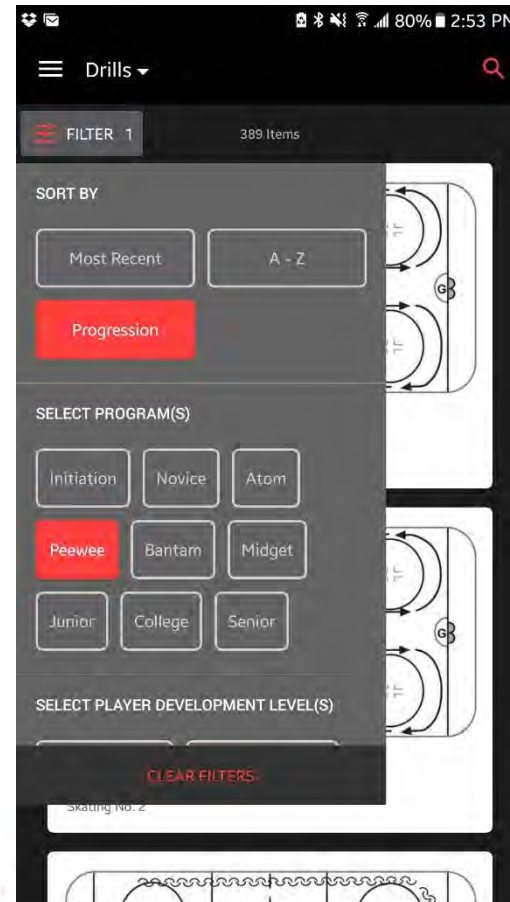 80% 2:53 PM
Drills
FILTER 1
389 Items
SORT BY
Most Recent
A - Z
Progression
SELECT PROGRAM(S)
Initiation
Novice
Atom
Peewee
Bantam
Midget
Junior
College
Senior
SELECT PLAYER DEVELOPMENT LEVEL(S)
CLEAR FILTERS
Skating No. 2
G
G